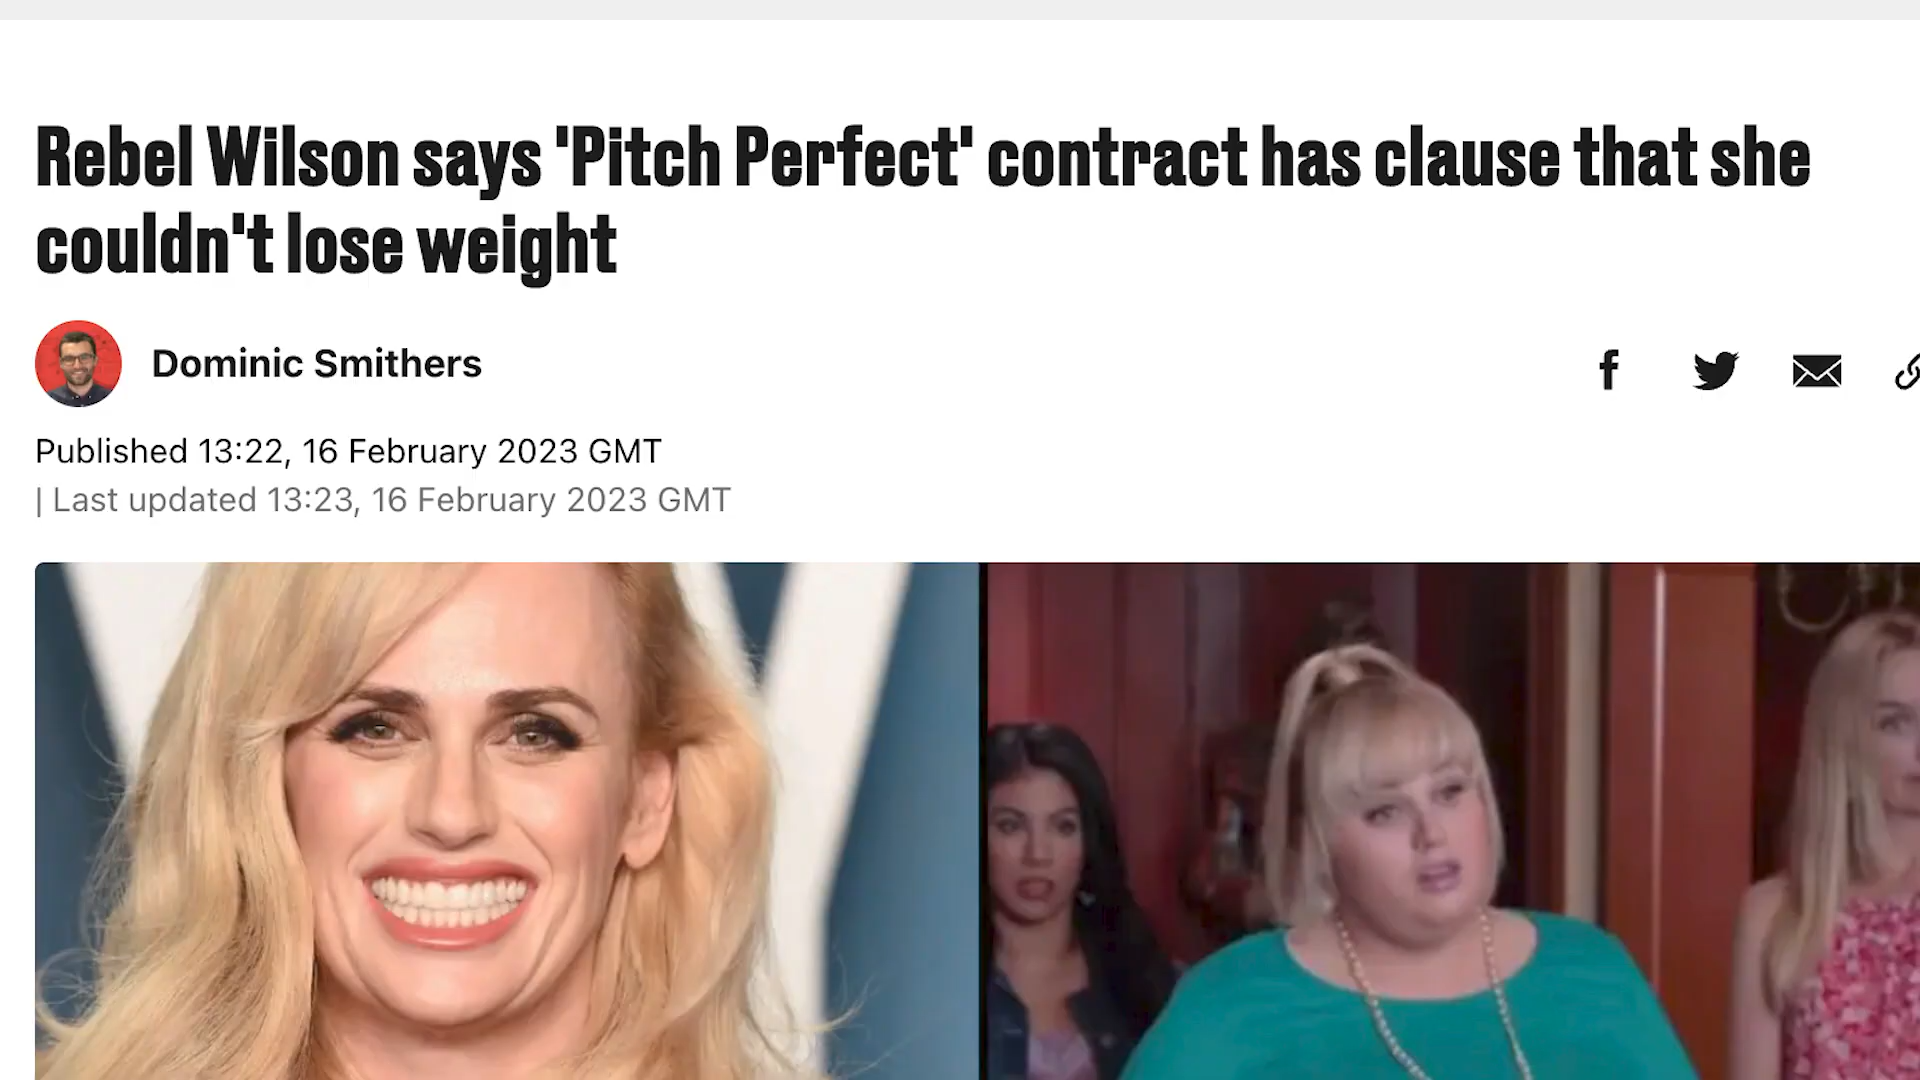 Rebel Wilson says 'Pitch Perfect' contract has clause that she
couldn't lose weight
Dominic Smithers
Published 13:22, 16 February 2023 GMT
| Last updated 13:23, 16 February 2023 GMT